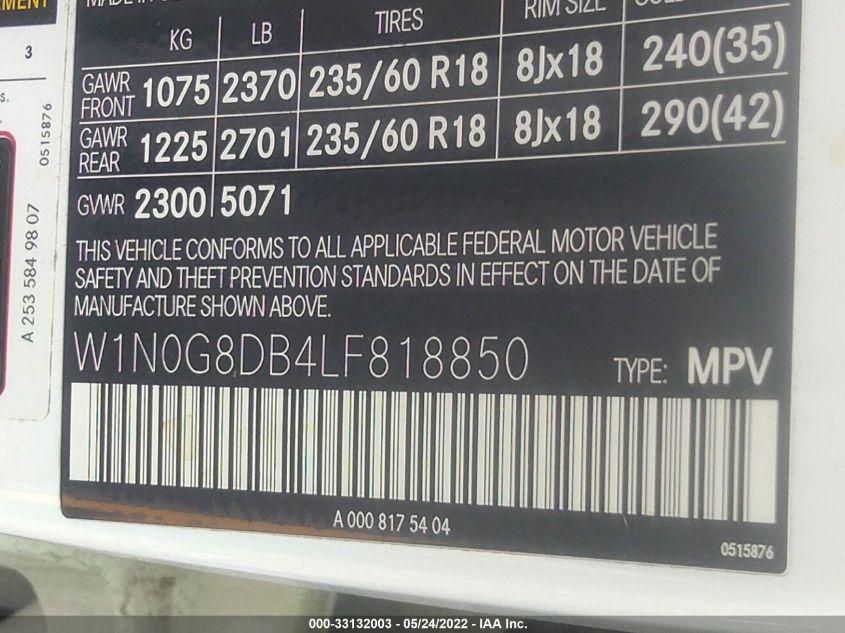 EMENT
3
S.
0515876
A 253 584 98 07
MADE IN
KG LB TIRES RIM SIZE
GAWR FRONT 1075 2370 235/60 R18 8Jx18 240(35)
GAWR REAR 1225 2701 235/60 R18 8Jx18 290(42)
GVWR 2300 5071
THIS VEHICLE CONFORMS TO ALL APPLICABLE FEDERAL MOTOR VEHICLE
SAFETY AND THEFT PREVENTION STANDARDS IN EFFECT ON THE DATE OF
MANUFACTURE SHOWN ABOVE.
W1N0G8DB4LF818850 TYPE: MPV
A 000 817 54 04
0515876
000-33132003 - 05/24/2022 - IAA Inc.